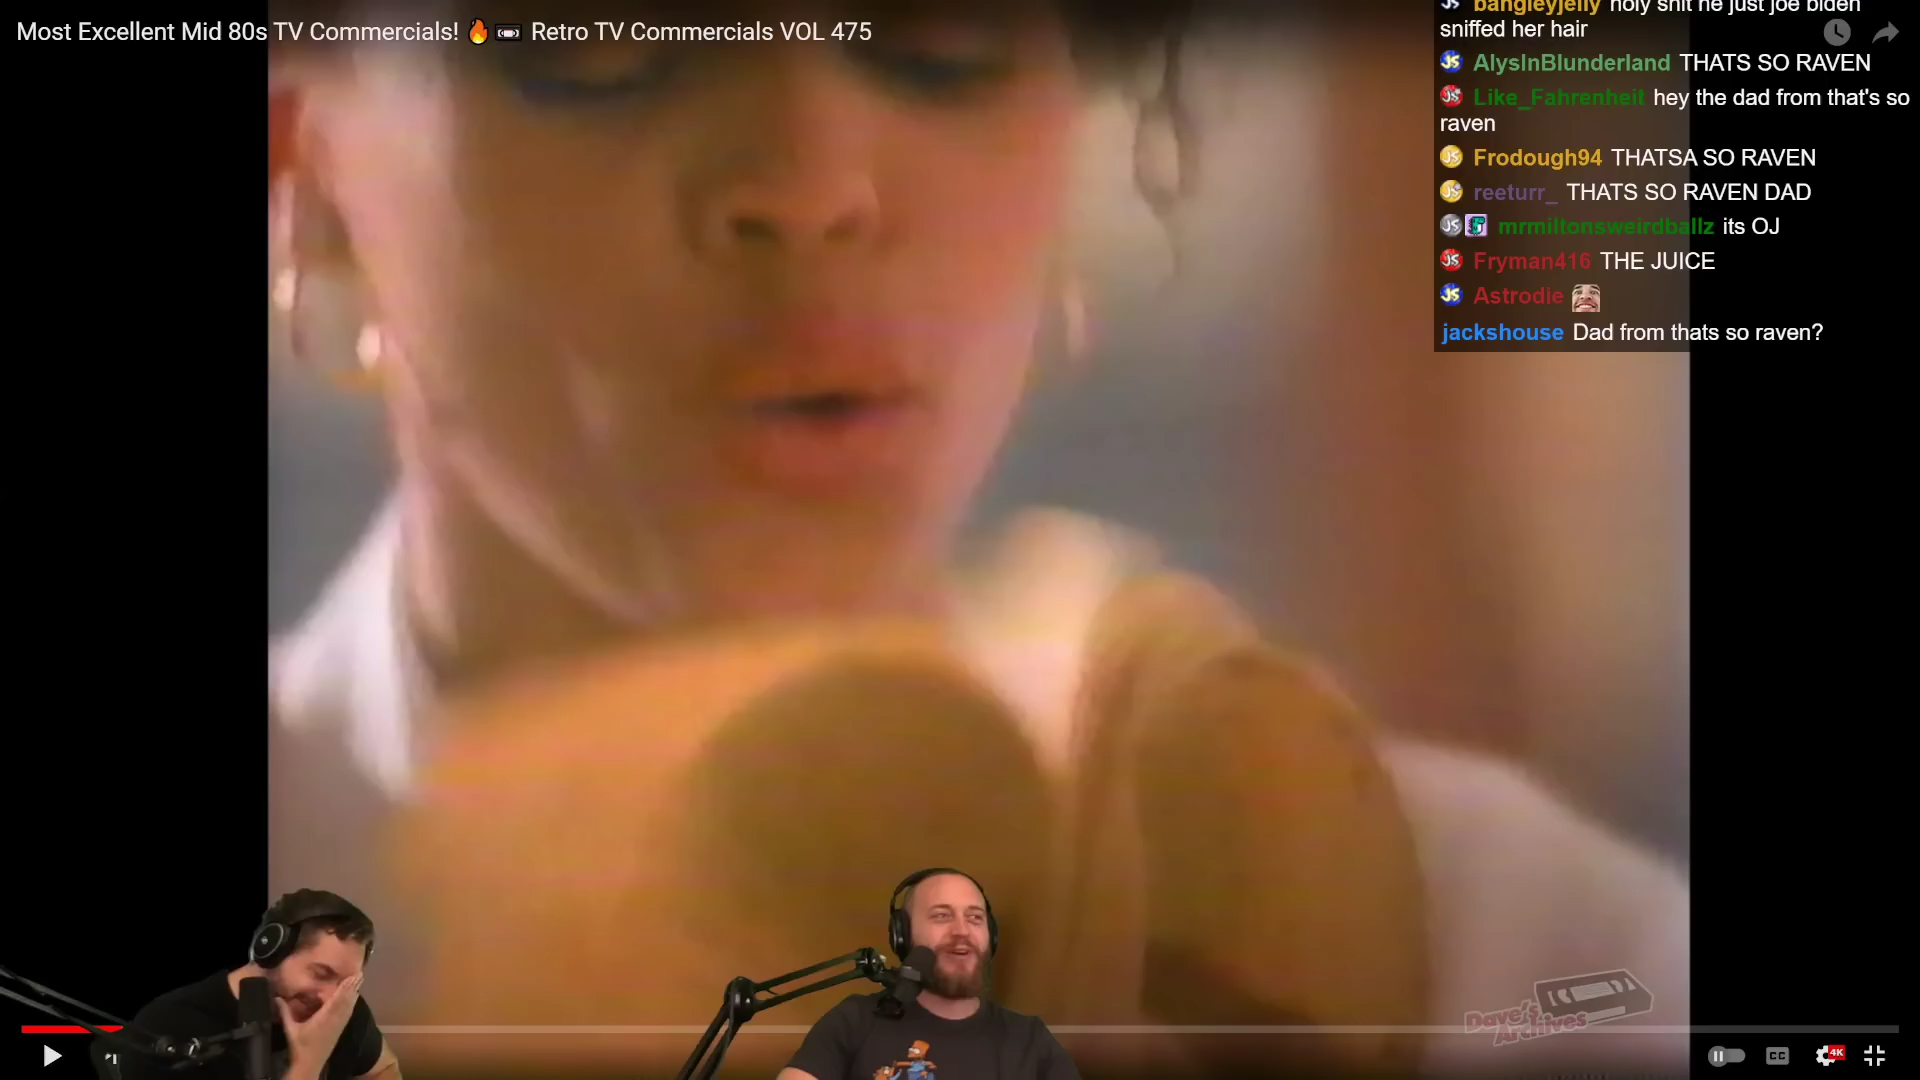 Most Excellent Mid 80s TV Commercials! 🔥📼 Retro TV Commercials VOL 475
bangleyjelly holy shit he just joe biden
sniffed her hair
AlysInBlunderland THATS SO RAVEN
Like_Fahrenheit hey the dad from that's so
raven
Frodough94 THATSA SO RAVEN
reeturr_ THATS SO RAVEN DAD
mrmiltonsweirdballz its OJ
Fryman416 THE JUICE
Astrodie
jackshouse Dad from thats so raven?
Dave's
Archives
CC
4K